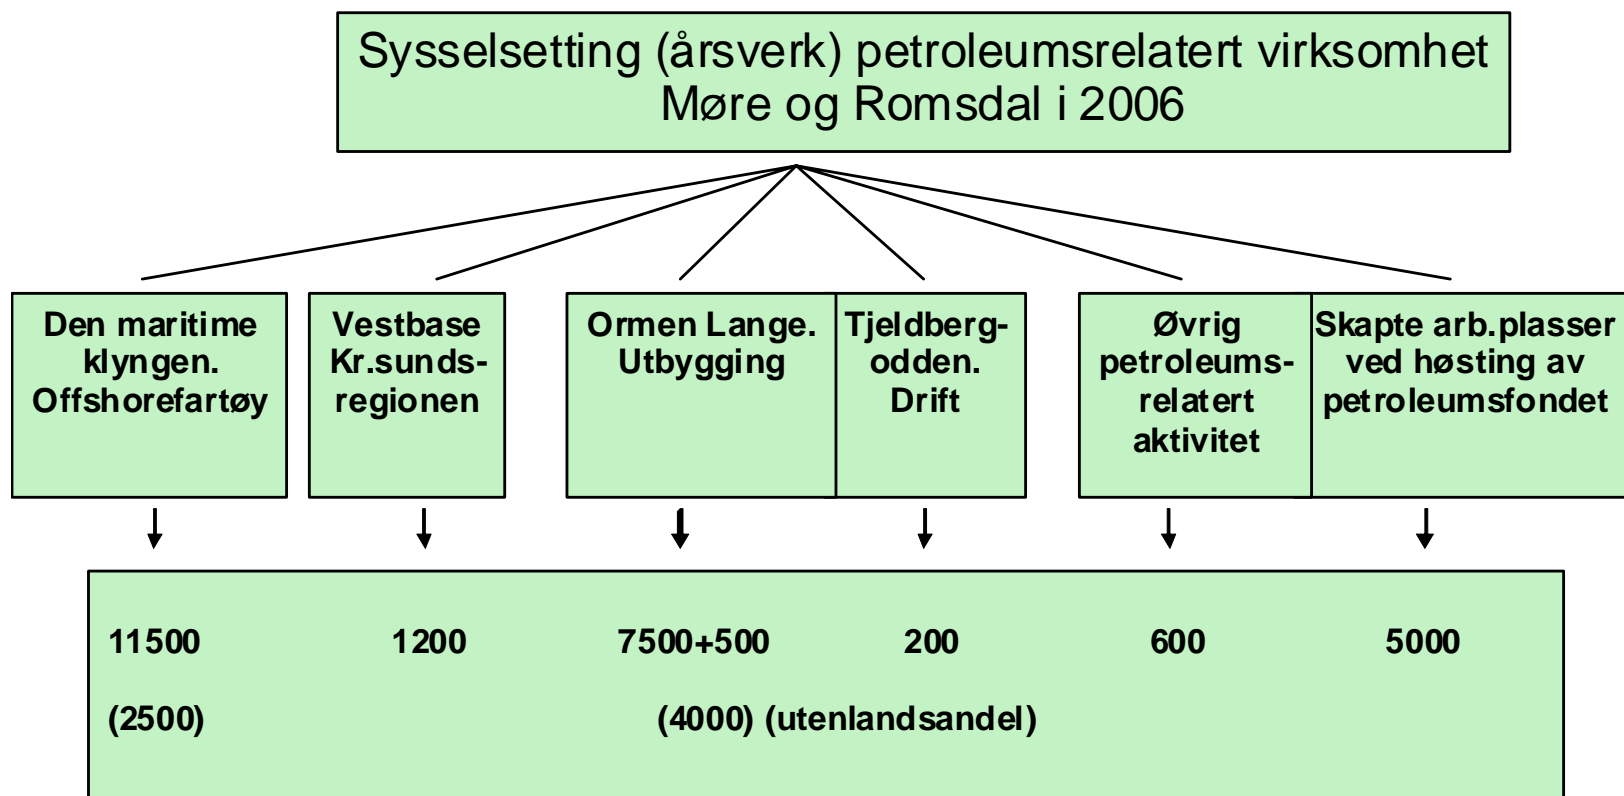 Sysselsetting (årsverk) petroleumsrelatert virksomhet
Møre og Romsdal i 2006
Den maritime
klyngen.
Offshorefartøy
Vestbase
Kr.sunds-
regionen
Ormen Lange.
Utbygging
Tjeldberg-
odden.
Drift
Øvrig
petroleums-
relatert
aktivitet
Skapte arb.plasser
ved høsting av
petroleumsfondet
11500 1200 7500+500 200 600 5000
(2500) (4000) (utenlandsandel)